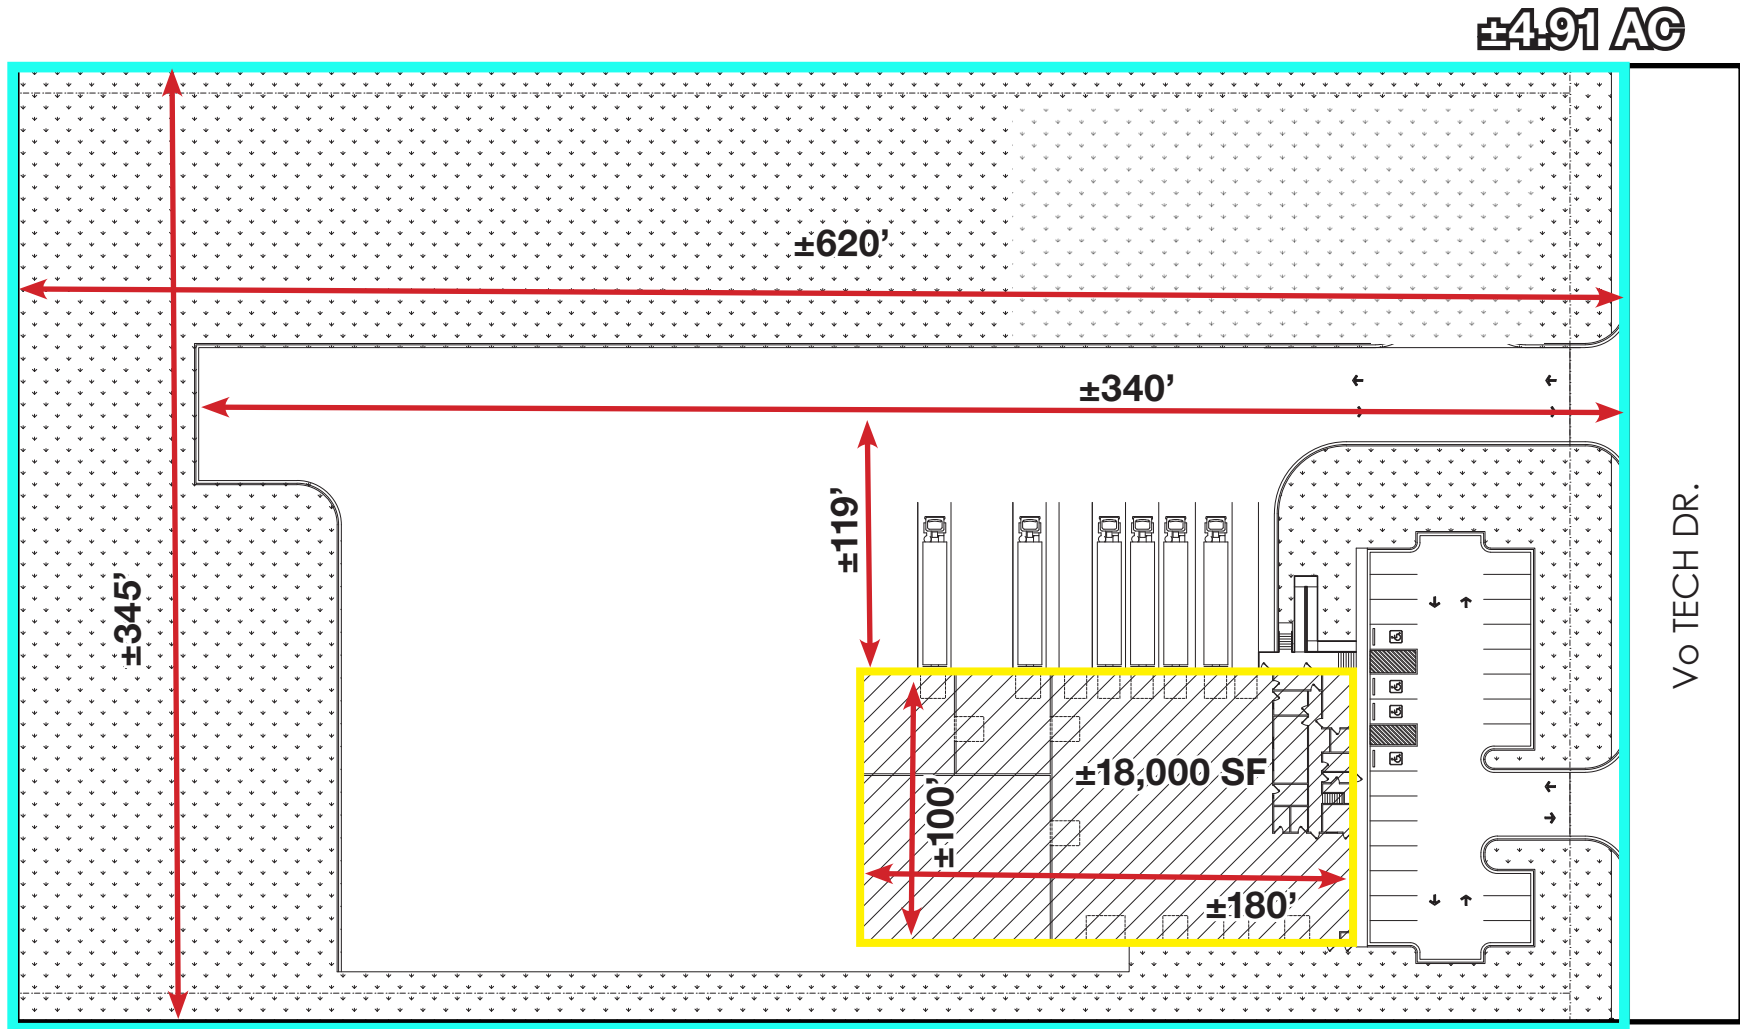 ±4.91 AC
±620’
±340’
±119’
±345’
Vo TECH DR.
±18,000 SF
±100’
±180’